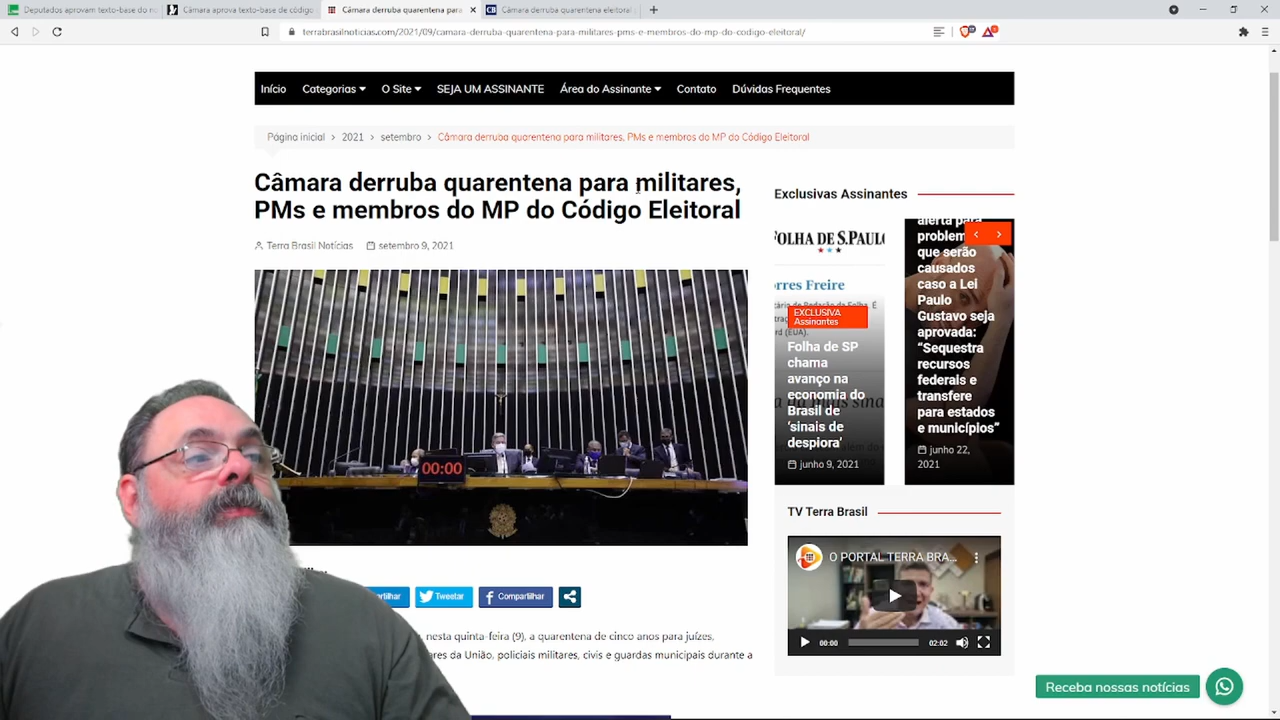 Deputados aprovam texto-base do no
Câmara aprova texto-base de código
Câmara derruba quarentena para
Câmara derruba quarentena eleitoral
terrabrasilnoticias.com/2021/09/camara-derruba-quarentena-para-militares-pms-e-membros-do-mp-do-codigo-eleitoral/
Início Categorias O Site SEJA UM ASSINANTE Área do Assinante Contato Dúvidas Frequentes
Página inicial > 2021 > setembro > Câmara derruba quarentena para militares, PMs e membros do MP do Código Eleitoral
Câmara derruba quarentena para militares,
PMs e membros do MP do Código Eleitoral
Terra Brasil Notícias setembro 9, 2021
00:00
Tweetar Compartilhar
nesta quinta-feira (9), a quarentena de cinco anos para juízes,
da União, policiais militares, civis e guardas municipais durante a
Exclusivas Assinantes
FOLHA DE S.PAULO
orres Freire
EXCLUSIVA
Assinantes
Folha de SP
chama
avanço na
economia do
Brasil de
‘sinais de
despiora’
junho 9, 2021
alerta para
problem
que serão
causados
caso a Lei
Paulo
Gustavo seja
aprovada:
“Sequestra
recursos
federais e
transfere
para estados
e municípios”
junho 22,
2021
TV Terra Brasil
O PORTAL TERRA BRA...
00:00 02:02
Receba nossas notícias